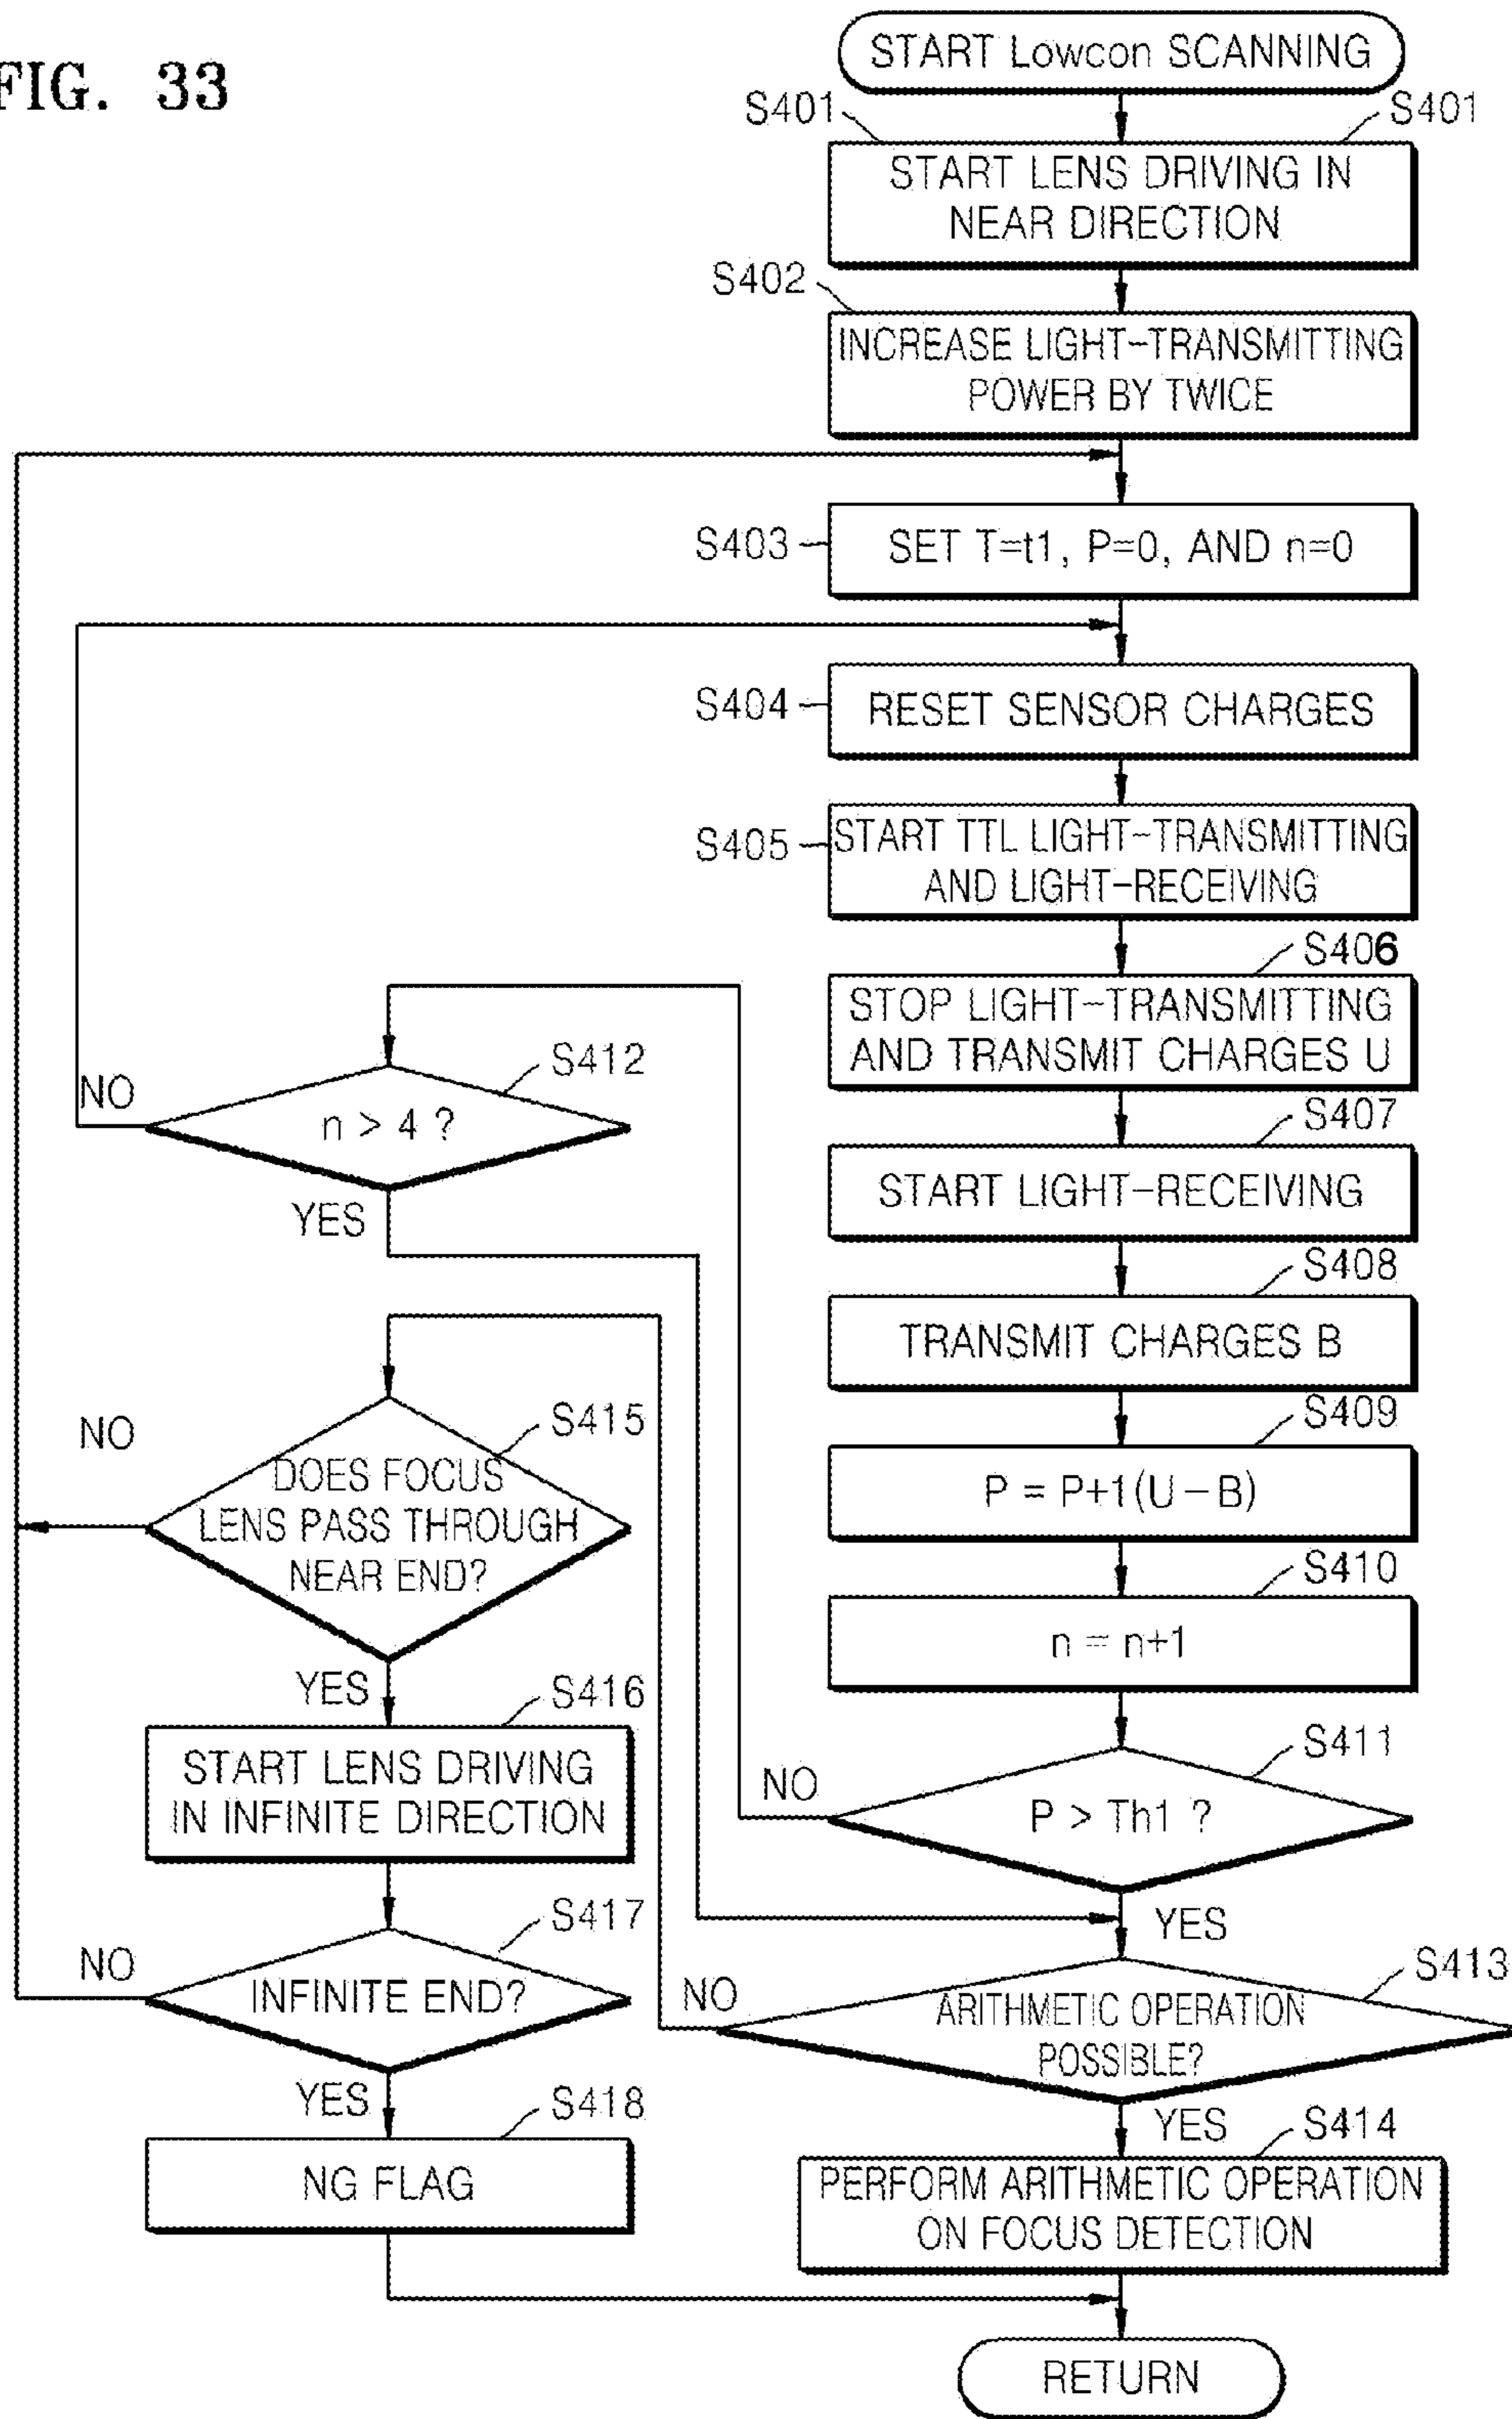 FIG. 33
START Lowcon SCANNING
S401
S401
START LENS DRIVING IN
NEAR DIRECTION
S402
INCREASE LIGHT-TRANSMITTING
POWER BY TWICE
S403
SET T=t1, P=0, AND n=0
S404
RESET SENSOR CHARGES
S405
START TTL LIGHT-TRANSMITTING
AND LIGHT-RECEIVING
S406
STOP LIGHT-TRANSMITTING
AND TRANSMIT CHARGES U
S407
START LIGHT-RECEIVING
S408
TRANSMIT CHARGES B
S409
P = P+1(U-B)
S410
n = n+1
S411
P > Th1 ?
NO
YES
S412
n > 4 ?
NO
YES
S413
ARITHMETIC OPERATION
POSSIBLE?
NO
YES
S414
PERFORM ARITHMETIC OPERATION
ON FOCUS DETECTION
S415
DOES FOCUS
LENS PASS THROUGH
NEAR END?
NO
YES
S416
START LENS DRIVING
IN INFINITE DIRECTION
S417
INFINITE END?
NO
YES
S418
NG FLAG
RETURN